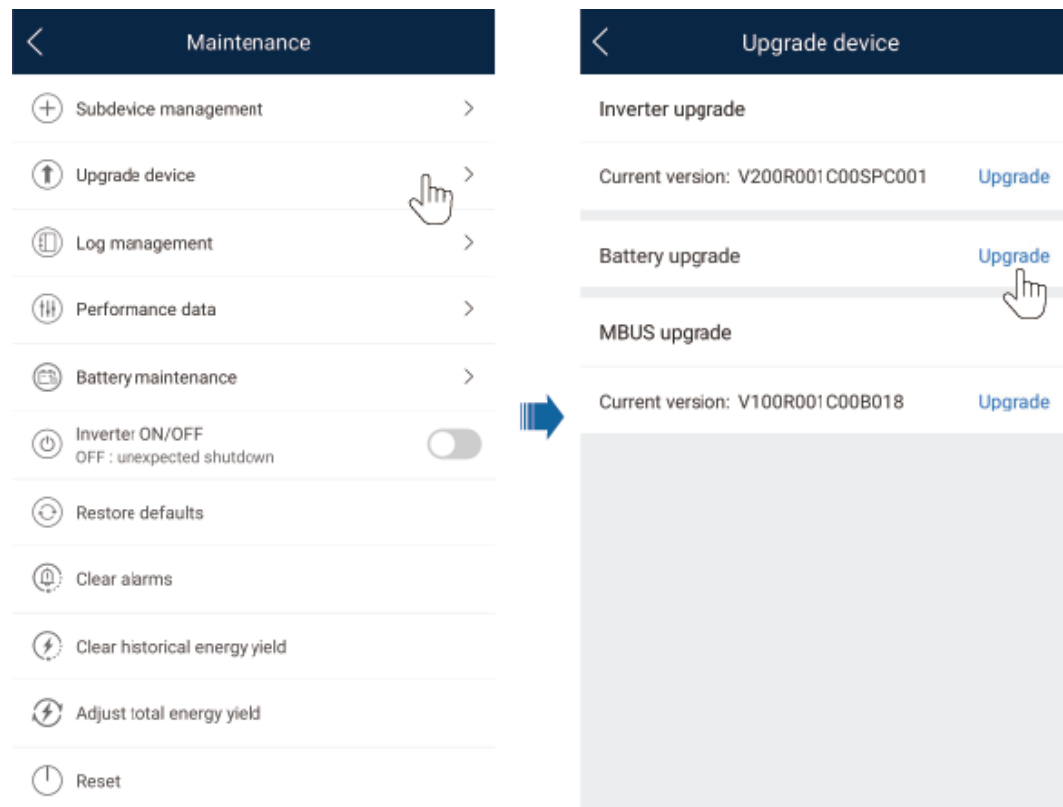 Maintenance
Subdevice management
Upgrade device
Log management
Performance data
Battery maintenance
Inverter ON/OFF
OFF : unexpected shutdown
Restore defaults
Clear alarms
Clear historical energy yield
Adjust total energy yield
Reset
Upgrade device
Inverter upgrade
Current version: V200R001C00SPC001 Upgrade
Battery upgrade Upgrade
MBUS upgrade
Current version: V100R001C00B018 Upgrade